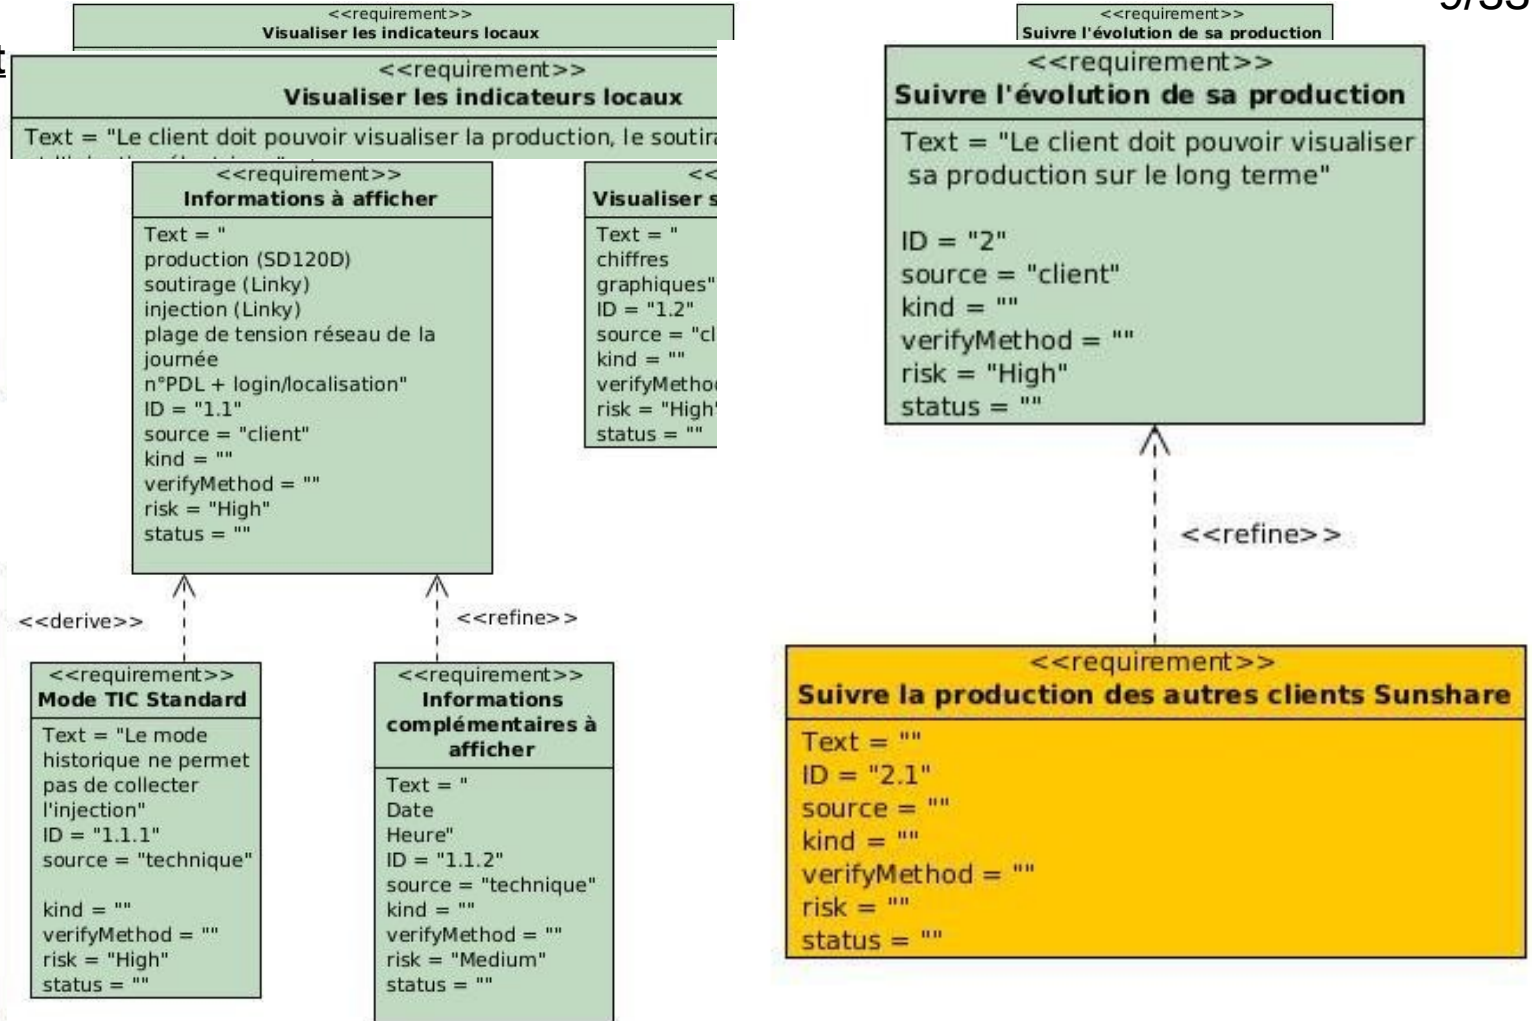 9/33
<<requirement>>
Visualiser les indicateurs locaux
<<requirement>>
Suivre l'évolution de sa production
t
<<requirement>>
Visualiser les indicateurs locaux
Text = "Le client doit pouvoir visualiser la production, le soutira
<<requirement>>
Informations à afficher
Text = "
production (SD120D)
soutirage (Linky)
injection (Linky)
plage de tension réseau de la
journée
n°PDL + login/localisation"
ID = "1.1"
source = "client"
kind = ""
verifyMethod = ""
risk = "High"
status = ""
<<
Visualiser s
Text = "
chiffres
graphiques"
ID = "1.2"
source = "cl
kind = ""
verifyMethod
risk = "High"
status = ""
<<derive>>
<<refine>>
<<requirement>>
Mode TIC Standard
Text = "Le mode
historique ne permet
pas de collecter
l'injection"
ID = "1.1.1"
source = "technique"
kind = ""
verifyMethod = ""
risk = "High"
status = ""
<<requirement>>
Informations
complémentaires à
afficher
Text = "
Date
Heure"
ID = "1.1.2"
source = "technique"
kind = ""
verifyMethod = ""
risk = "Medium"
status = ""
<<requirement>>
Suivre l'évolution de sa production
Text = "Le client doit pouvoir visualiser
sa production sur le long terme"
ID = "2"
source = "client"
kind = ""
verifyMethod = ""
risk = "High"
status = ""
<<refine>>
<<requirement>>
Suivre la production des autres clients Sunshare
Text = ""
ID = "2.1"
source = ""
kind = ""
verifyMethod = ""
risk = ""
status = ""